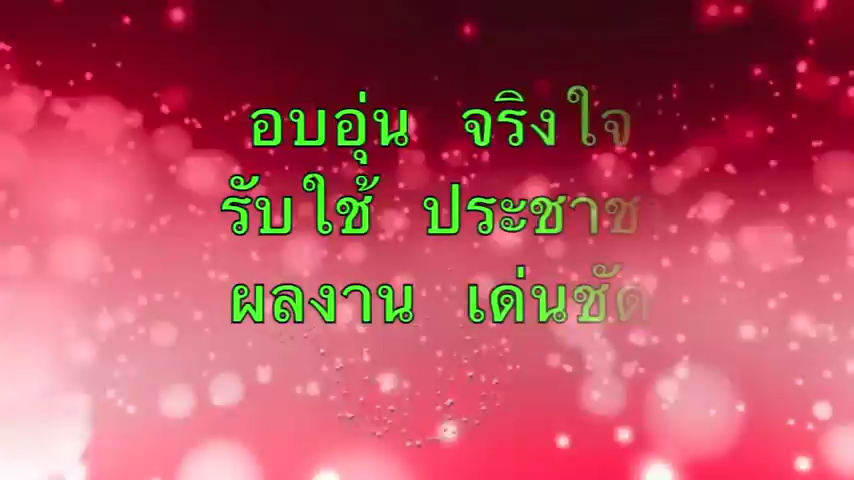 อบอุ่น จริงใจ
รับใช้ ประชาช
ผลงาน เด่นชัด